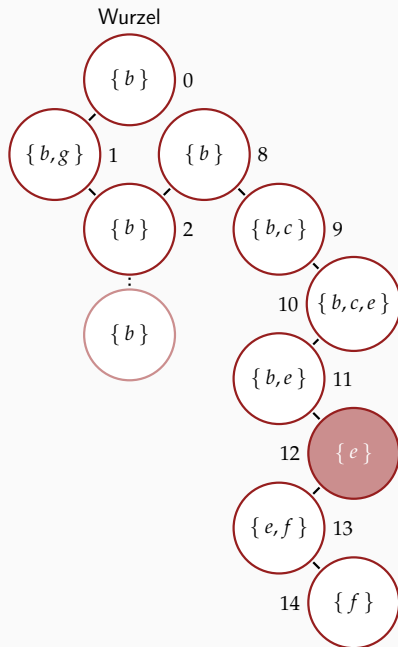 Wurzel
{ b } 0
{ b, g } 1 { b } 8
{ b } 2 { b, c } 9
10 { b, c, e }
{ b }
{ b, e } 11
12 { e }
{ e, f } 13
14 { f }